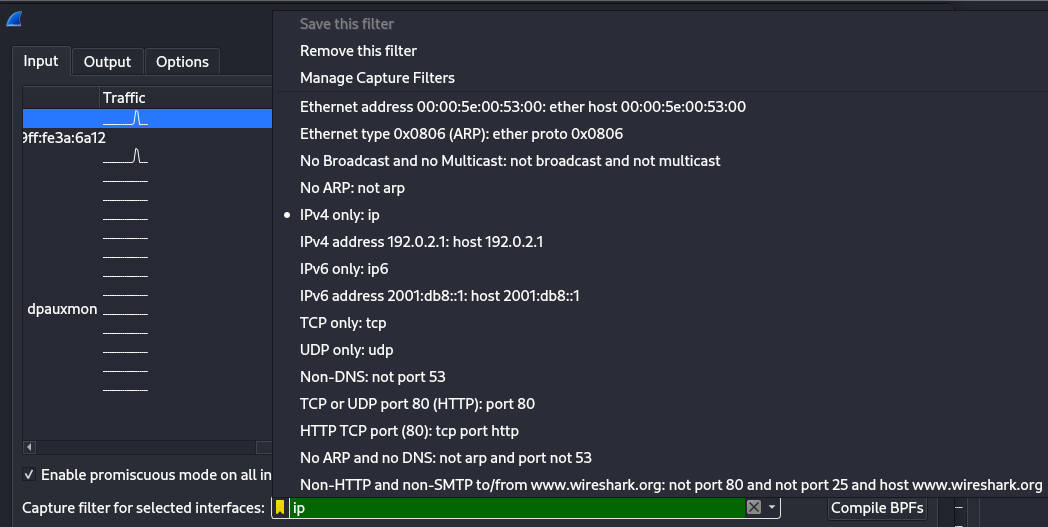 Save this filter
Remove this filter
Manage Capture Filters
Input Output Options
Traffic
Ethernet address 00:00:5e:00:53:00: ether host 00:00:5e:00:53:00
9ff:fe3a:6a12
Ethernet type 0x0806 (ARP): ether proto 0x0806
No Broadcast and no Multicast: not broadcast and not multicast
No ARP: not arp
IPv4 only: ip
IPv4 address 192.0.2.1: host 192.0.2.1
IPv6 only: ip6
IPv6 address 2001:db8::1: host 2001:db8::1
dpauxmon
TCP only: tcp
UDP only: udp
Non-DNS: not port 53
TCP or UDP port 80 (HTTP): port 80
HTTP TCP port (80): tcp port http
No ARP and no DNS: not arp and port not 53
Enable promiscuous mode on all in
Non-HTTP and non-SMTP to/from www.wireshark.org: not port 80 and not port 25 and host www.wireshark.org
Capture filter for selected interfaces: ip Compile BPFs